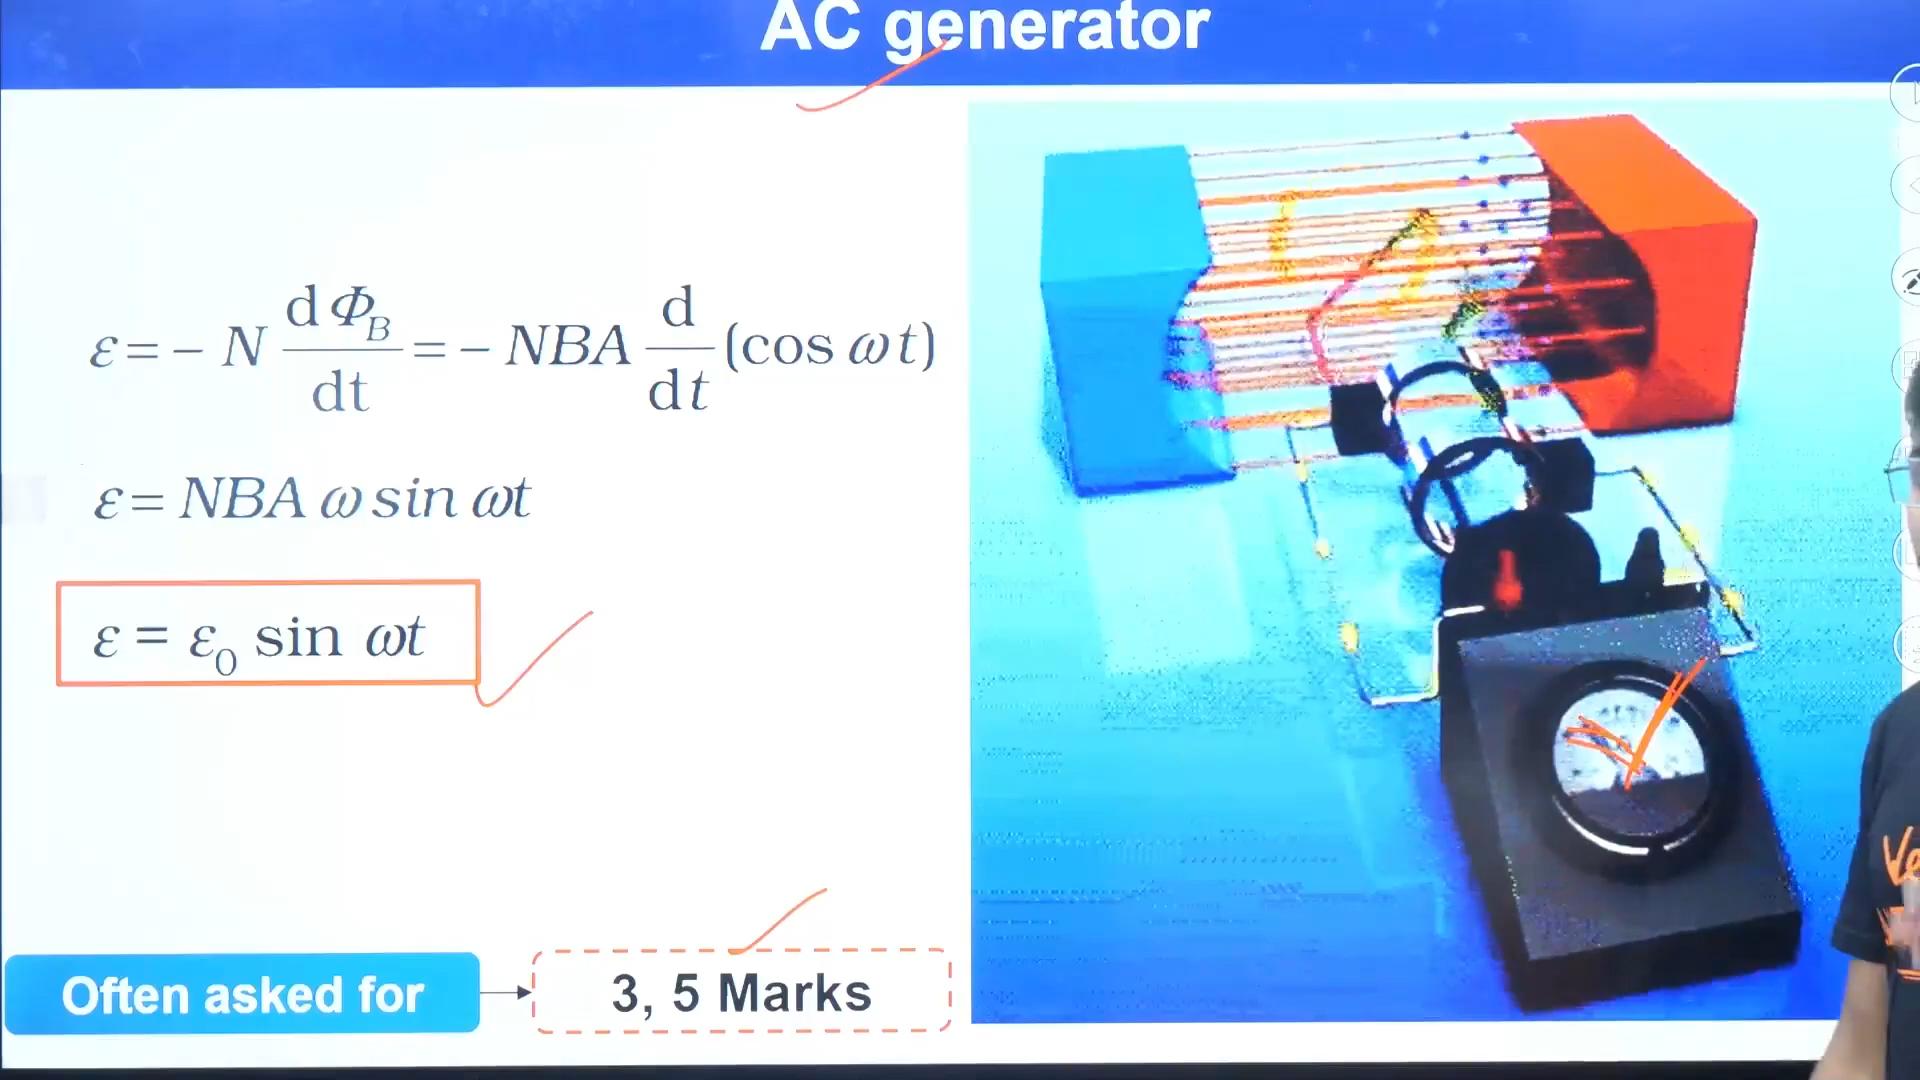 AC generator
ε = – N dΦ_B/dt = – NBA d/dt (cos ωt)
ε = NBA ω sin ωt
ε = ε₀ sin ωt
Often asked for
3, 5 Marks